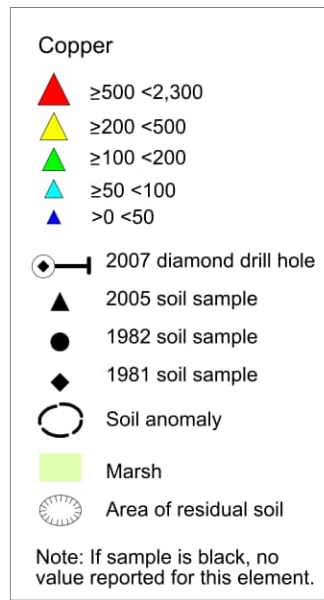 Copper
≥500 <2,300
≥200 <500
≥100 <200
≥50 <100
>0 <50
2007 diamond drill hole
2005 soil sample
1982 soil sample
1981 soil sample
Soil anomaly
Marsh
Area of residual soil
Note: If sample is black, no
value reported for this element.